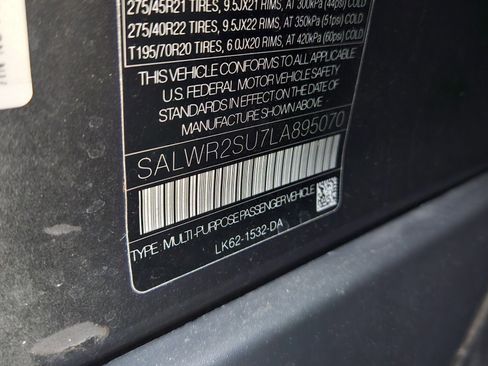 275/45R21 TIRES, 9.5JX21 RIMS, AT 300kPa (44psi) COLD
275/40R22 TIRES, 9.5JX22 RIMS, AT 350kPa (51psi) COLD
T195/70R20 TIRES, 6.0JX20 RIMS, AT 420kPa (60psi) COLD
THIS VEHICLE CONFORMS TO ALL APPLICABLE
U.S. FEDERAL MOTOR VEHICLE SAFETY
STANDARDS IN EFFECT ON THE DATE OF
MANUFACTURE SHOWN ABOVE.
SALWR2SU7LA895070
TYPE: MULTI-PURPOSE PASSENGER VEHICLE
LK62-1532-DA